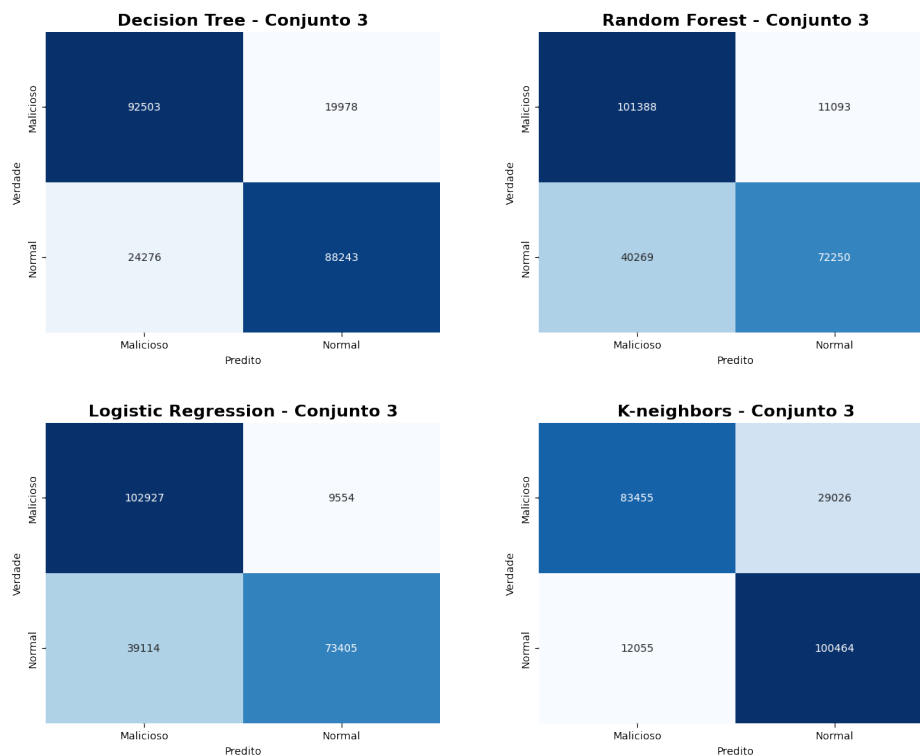 Decision Tree - Conjunto 3
Malicioso
92503
19978
Verdade
Normal
24276
88243
Malicioso
Normal
Predito
Random Forest - Conjunto 3
Malicioso
101388
11093
Verdade
Normal
40269
72250
Malicioso
Normal
Predito
Logistic Regression - Conjunto 3
Malicioso
102927
9554
Verdade
Normal
39114
73405
Malicioso
Normal
Predito
K-neighbors - Conjunto 3
Malicioso
83455
29026
Verdade
Normal
12055
100464
Malicioso
Normal
Predito